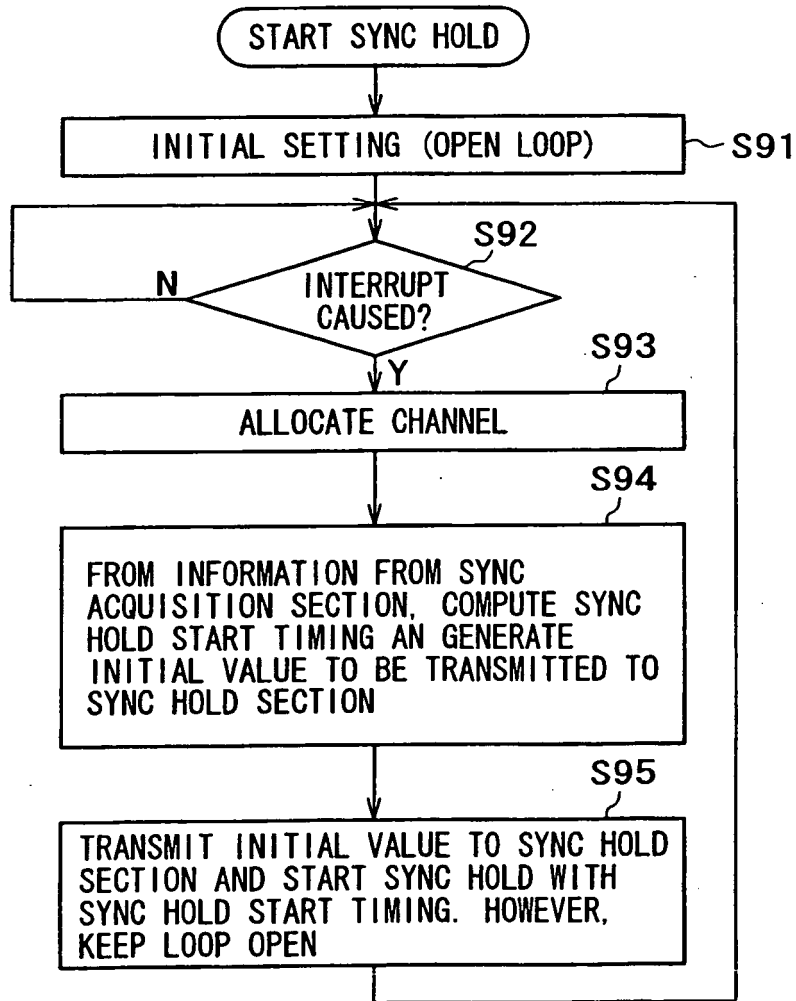 START SYNC HOLD
INITIAL SETTING (OPEN LOOP)
S91
S92
INTERRUPT
CAUSED?
N
Y
S93
ALLOCATE CHANNEL
S94
FROM INFORMATION FROM SYNC
ACQUISITION SECTION, COMPUTE SYNC
HOLD START TIMING AN GENERATE
INITIAL VALUE TO BE TRANSMITTED TO
SYNC HOLD SECTION
S95
TRANSMIT INITIAL VALUE TO SYNC HOLD
SECTION AND START SYNC HOLD WITH
SYNC HOLD START TIMING. HOWEVER,
KEEP LOOP OPEN